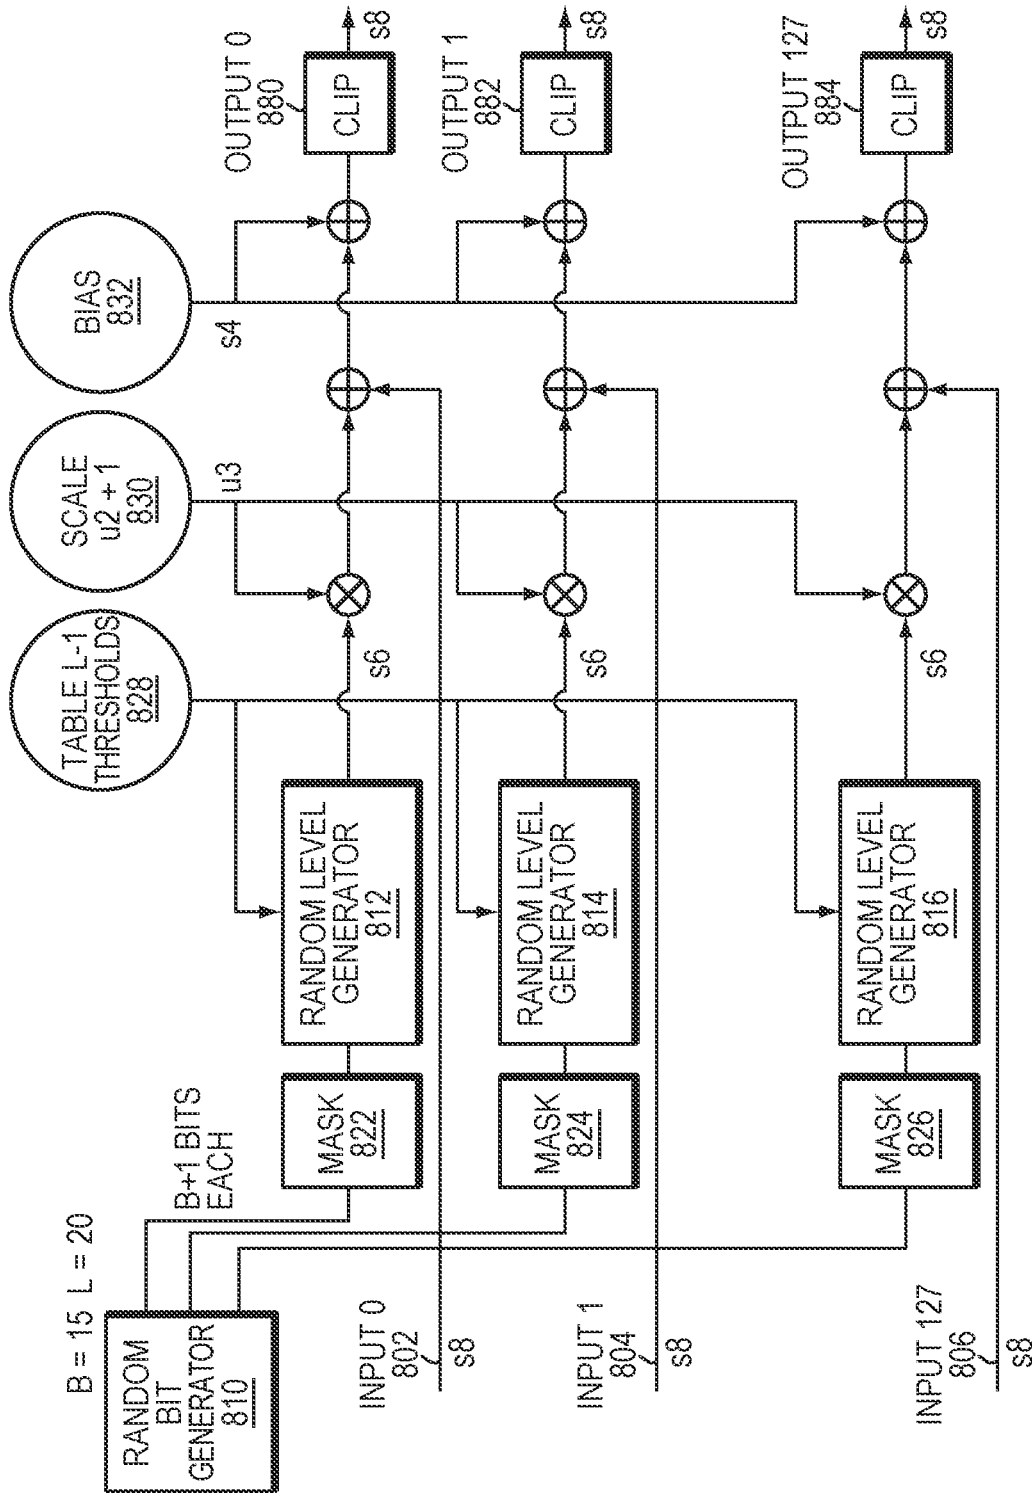 B = 15 L = 20
RANDOM
BIT
GENERATOR
810
B+1 BITS
EACH
TABLE L-1
THRESHOLDS
828
SCALE
u2 + 1
830
BIAS
832
u3
s4
MASK
822
RANDOM LEVEL
GENERATOR
812
s6
OUTPUT 0
880
CLIP
s8
INPUT 0
802
s8
MASK
824
RANDOM LEVEL
GENERATOR
814
s6
OUTPUT 1
882
CLIP
s8
INPUT 1
804
s8
MASK
826
RANDOM LEVEL
GENERATOR
816
s6
OUTPUT 127
884
CLIP
s8
INPUT 127
806
s8